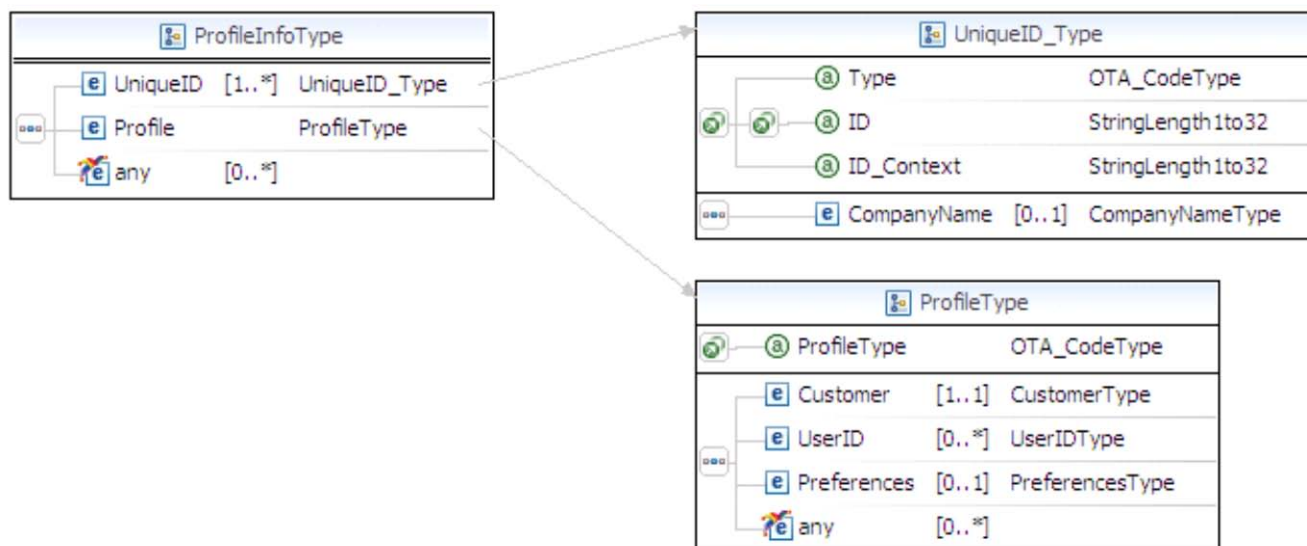 ProfileInfoType
e UniqueID [1..*] UniqueID_Type
e Profile ProfileType
e any [0..*]
UniqueID_Type
a Type OTA_CodeType
a ID StringLength1to32
a ID_Context StringLength1to32
e CompanyName [0..1] CompanyNameType
ProfileType
a ProfileType OTA_CodeType
e Customer [1..1] CustomerType
e UserID [0..*] UserIDType
e Preferences [0..1] PreferencesType
e any [0..*]